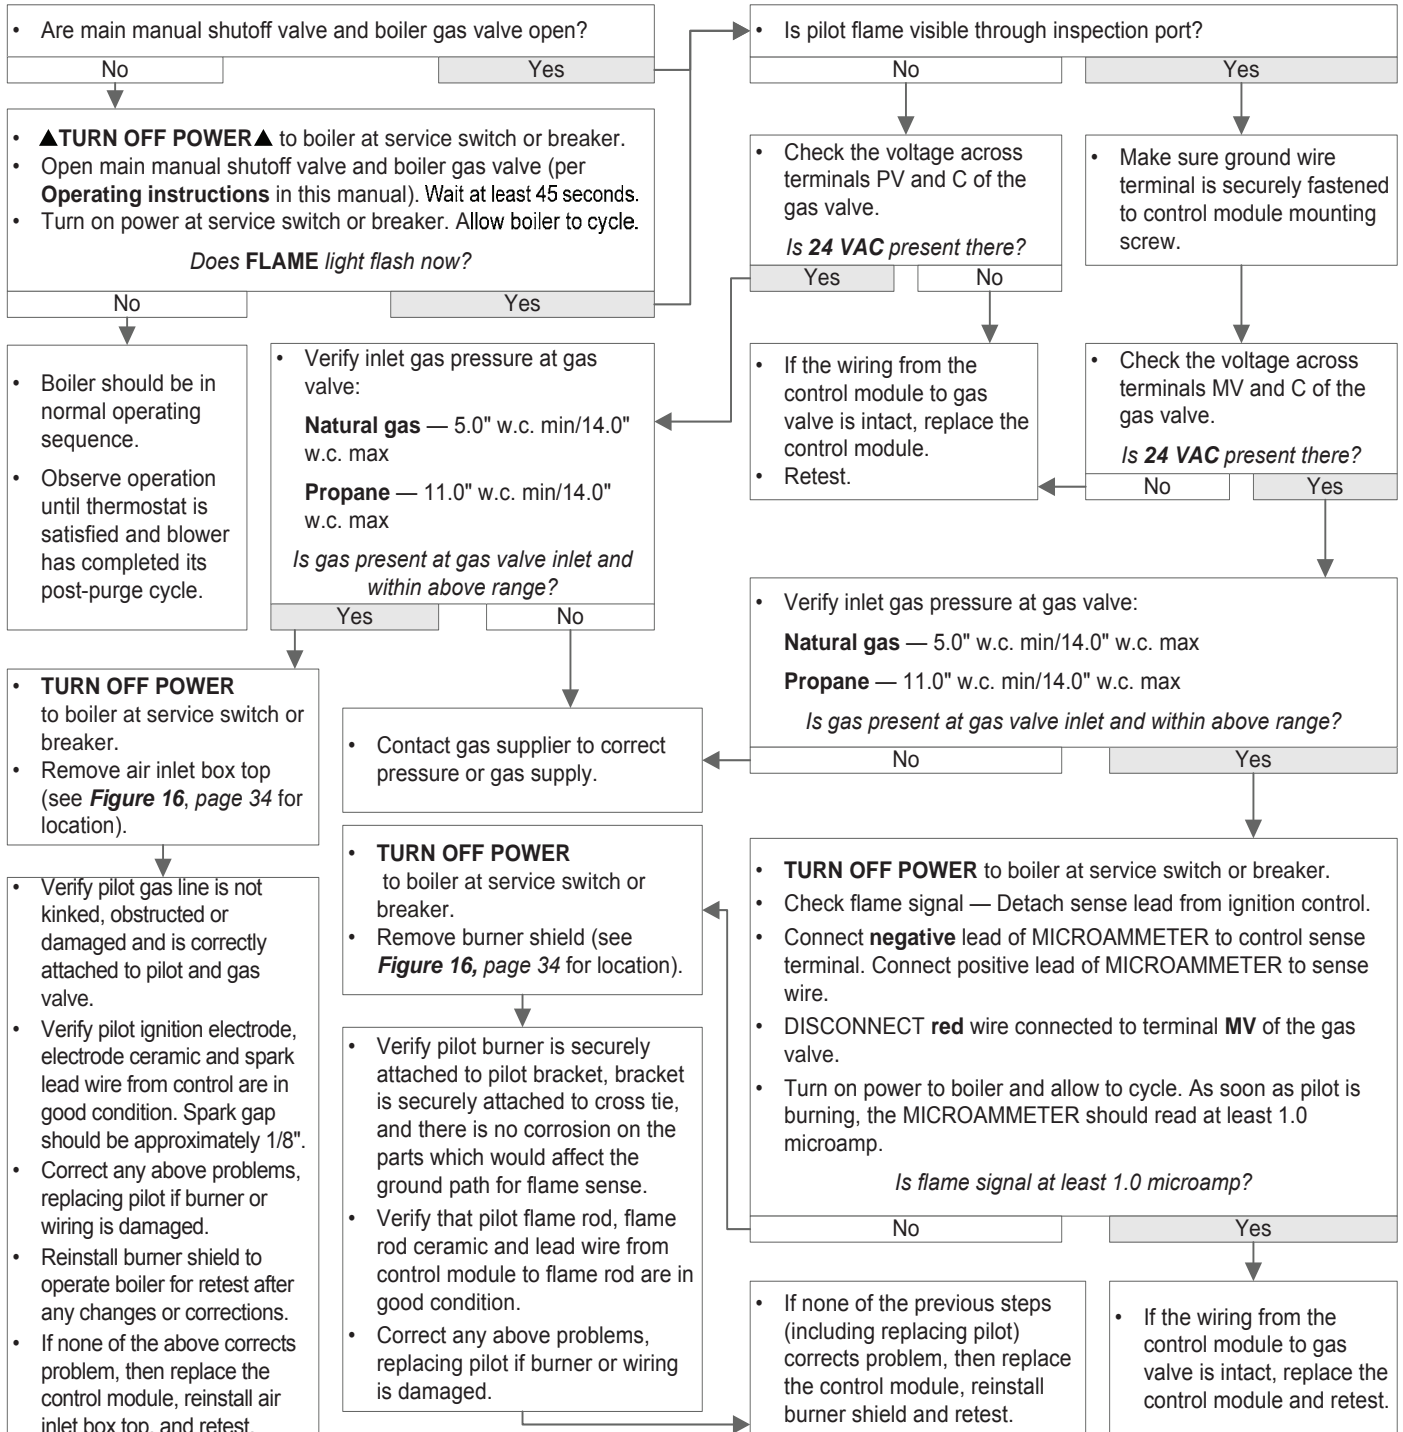 • Are main manual shutoff valve and boiler gas valve open?
No
Yes
• ▲TURN OFF POWER▲ to boiler at service switch or breaker.
• Open main manual shutoff valve and boiler gas valve (per
Operating instructions in this manual). Wait at least 45 seconds.
• Turn on power at service switch or breaker. Allow boiler to cycle.
Does FLAME light flash now?
No
Yes
• Boiler should be in
normal operating
sequence.
• Observe operation
until thermostat is
satisfied and blower
has completed its
post-purge cycle.
• Verify inlet gas pressure at gas
valve:
Natural gas — 5.0" w.c. min/14.0"
w.c. max
Propane — 11.0" w.c. min/14.0"
w.c. max
Is gas present at gas valve inlet and
within above range?
Yes
No
• TURN OFF POWER
to boiler at service switch or
breaker.
• Remove air inlet box top
(see Figure 16, page 34 for
location).
• Verify pilot gas line is not
kinked, obstructed or
damaged and is correctly
attached to pilot and gas
valve.
• Verify pilot ignition electrode,
electrode ceramic and spark
lead wire from control are in
good condition. Spark gap
should be approximately 1/8".
• Correct any above problems,
replacing pilot if burner or
wiring is damaged.
• Reinstall burner shield to
operate boiler for retest after
any changes or corrections.
• If none of the above corrects
problem, then replace the
control module, reinstall air
inlet box top, and retest.
• Contact gas supplier to correct
pressure or gas supply.
• TURN OFF POWER
to boiler at service switch or
breaker.
• Remove burner shield (see
Figure 16, page 34 for location).
• Verify pilot burner is securely
attached to pilot bracket, bracket
is securely attached to cross tie,
and there is no corrosion on the
parts which would affect the
ground path for flame sense.
• Verify that pilot flame rod, flame
rod ceramic and lead wire from
control module to flame rod are in
good condition.
• Correct any above problems,
replacing pilot if burner or wiring
is damaged.
• Is pilot flame visible through inspection port?
No
Yes
• Check the voltage across
terminals PV and C of the
gas valve.
Is 24 VAC present there?
Yes
No
• Make sure ground wire
terminal is securely fastened
to control module mounting
screw.
• If the wiring from the
control module to gas
valve is intact, replace the
control module.
• Retest.
• Check the voltage across
terminals MV and C of the
gas valve.
Is 24 VAC present there?
No
Yes
• Verify inlet gas pressure at gas valve:
Natural gas — 5.0" w.c. min/14.0" w.c. max
Propane — 11.0" w.c. min/14.0" w.c. max
Is gas present at gas valve inlet and within above range?
No
Yes
• TURN OFF POWER to boiler at service switch or breaker.
• Check flame signal — Detach sense lead from ignition control.
• Connect negative lead of MICROAMMETER to control sense
terminal. Connect positive lead of MICROAMMETER to sense
wire.
• DISCONNECT red wire connected to terminal MV of the gas
valve.
• Turn on power to boiler and allow to cycle. As soon as pilot is
burning, the MICROAMMETER should read at least 1.0
microamp.
Is flame signal at least 1.0 microamp?
No
Yes
• If none of the previous steps
(including replacing pilot)
corrects problem, then replace
the control module, reinstall
burner shield and retest.
• If the wiring from the
control module to gas
valve is intact, replace the
control module and retest.